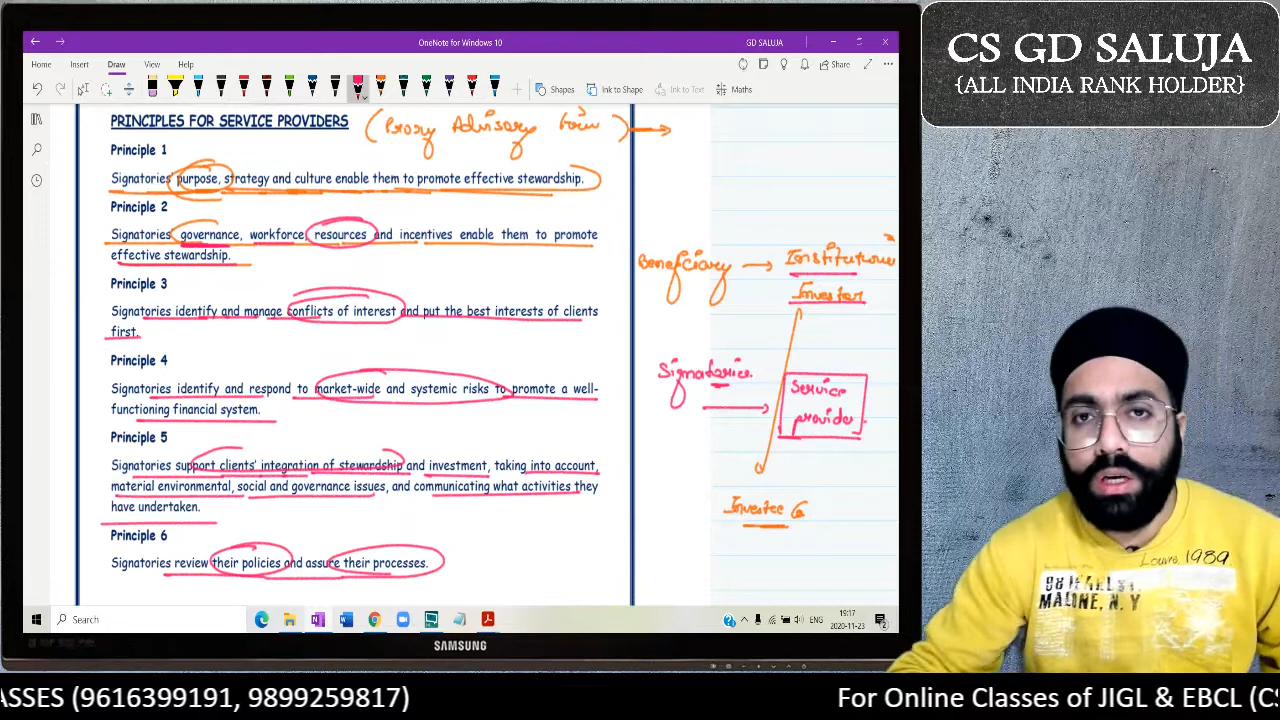 OneNote for Windows 10
GD SALUJA
Home Insert Draw View Help
Share
Shapes Ink to Shape Ink to Text Maths
PRINCIPLES FOR SERVICE PROVIDERS (Proxy Advisory Firm)
Principle 1
Signatories purpose, strategy and culture enable them to promote effective stewardship.
Principle 2
Signatories governance, workforce, resources and incentives enable them to promote
effective stewardship.
Principle 3
Signatories identify and manage conflicts of interest and put the best interests of clients
first.
Principle 4
Signatories identify and respond to market-wide and systemic risks to promote a well-
functioning financial system.
Principle 5
Signatories support clients' integration of stewardship and investment, taking into account,
material environmental, social and governance issues, and communicating what activities they
have undertaken.
Principle 6
Signatories review their policies and assure their processes.
Beneficiary
Investor
Signatories
Service
provider
Investee Co
Search
ENG
19:17
2020-11-23
SAMSUNG
CS GD SALUJA
{ALL INDIA RANK HOLDER}
MALONE, N.Y
1989
ASSES (9616399191, 9899259817)
For Online Classes of JIGL & EBCL (CS